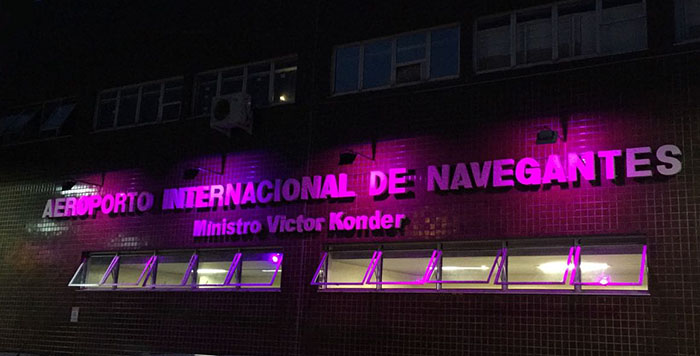 AEROPORTO INTERNACIONAL DE NAVEGANTES
Ministro Victor Konder